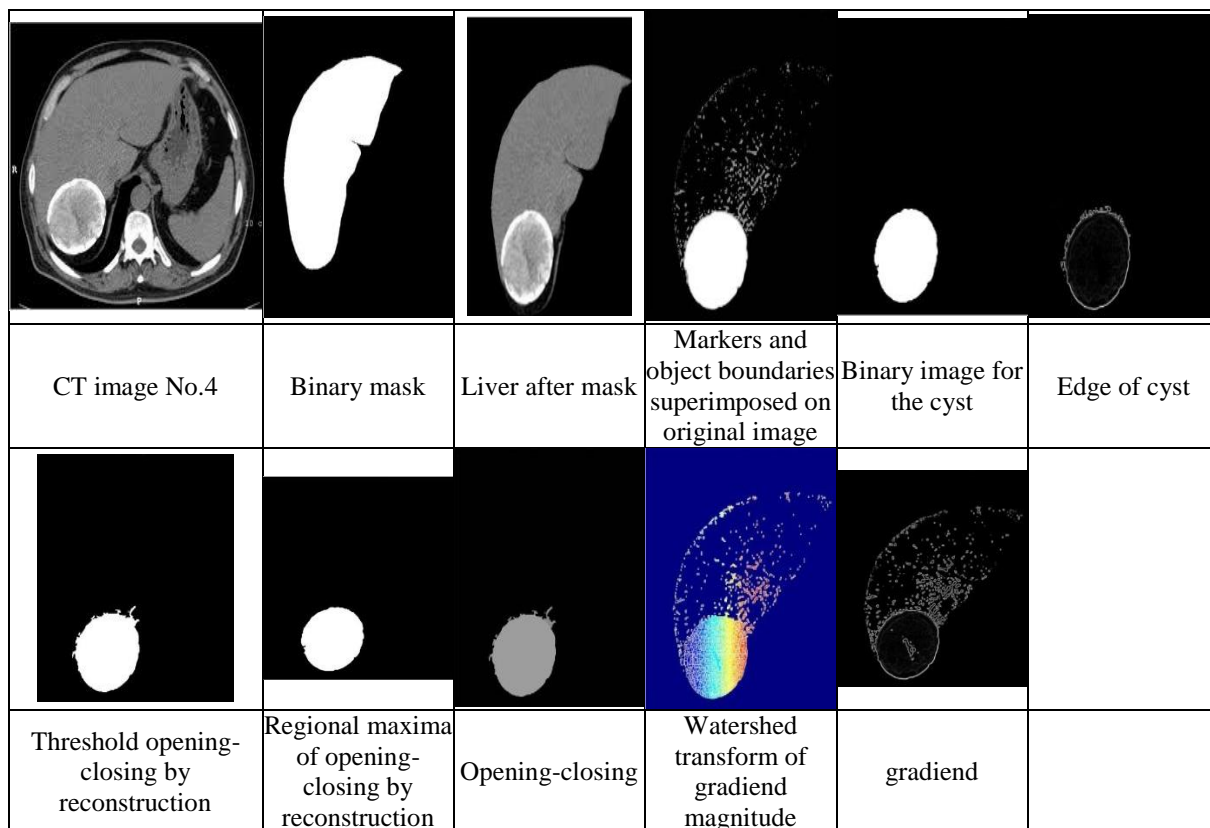 R
10 c
P
CT image No.4
Binary mask
Liver after mask
Markers and
object boundaries
superimposed on
original image
Binary image for
the cyst
Edge of cyst
Threshold opening-
closing by
reconstruction
Regional maxima
of opening-
closing by
reconstruction
Opening-closing
Watershed
transform of
gradiend
magnitude
gradiend